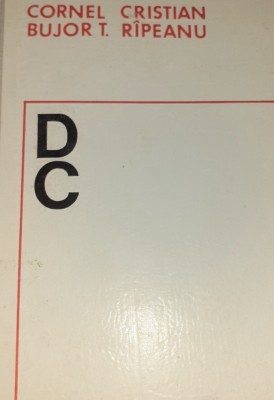 CORNEL CRISTIAN
BUJOR T. RÎPEANU
D
C